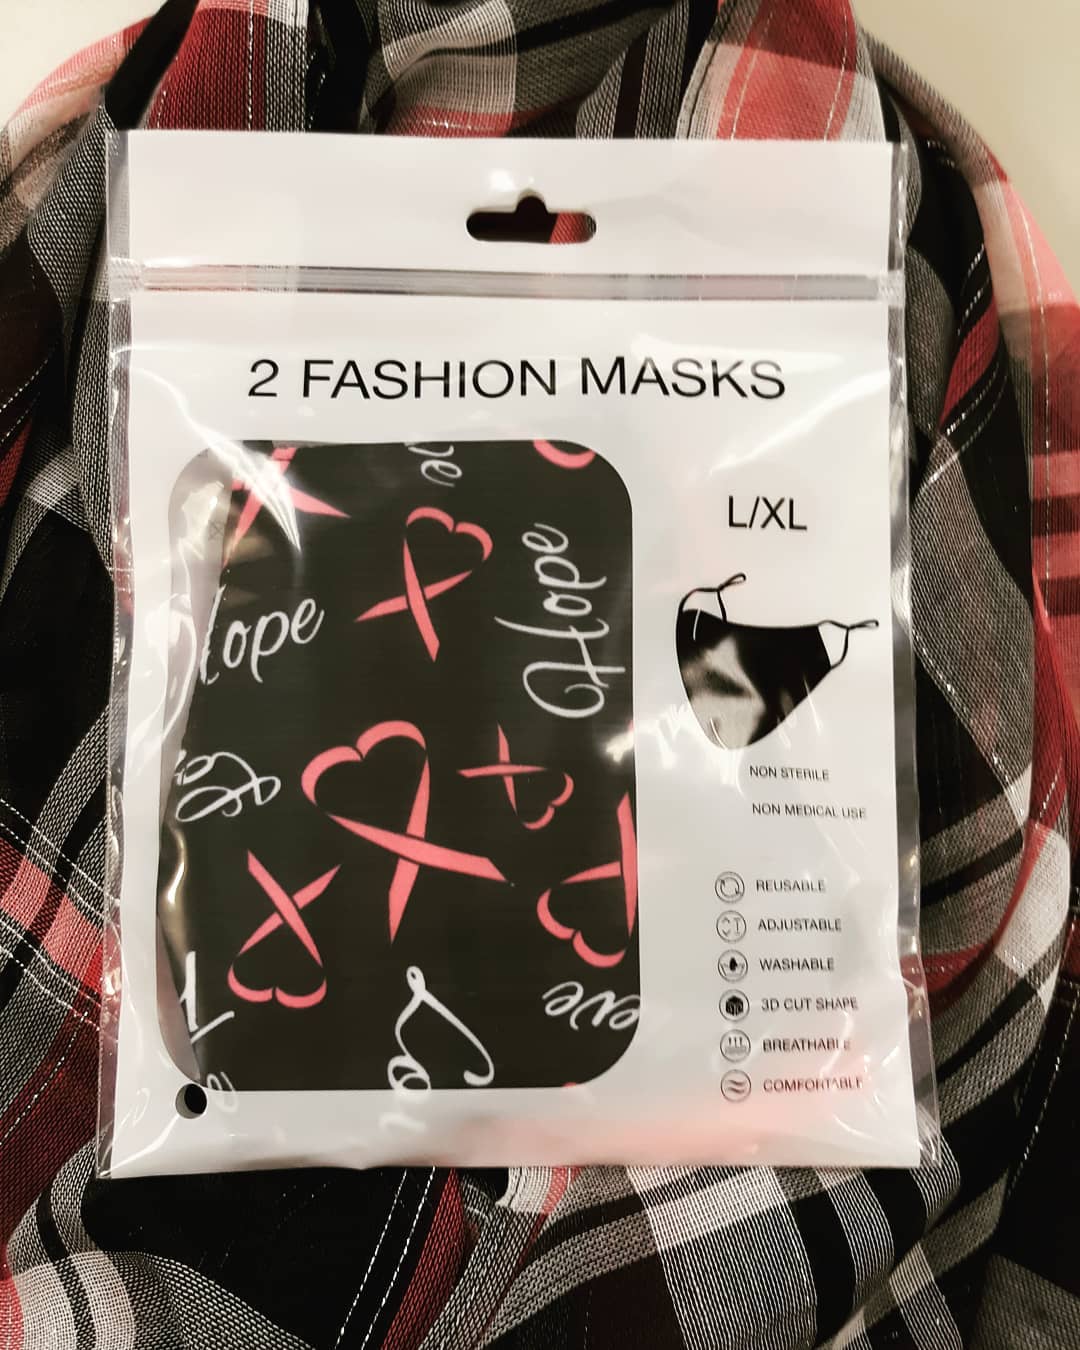 2 FASHION MASKS
L/XL
Hope
Hope
NON STERILE
NON MEDICAL USE
REUSABLE
ADJUSTABLE
WASHABLE
3D CUT SHAPE
BREATHABLE
COMFORTABLE